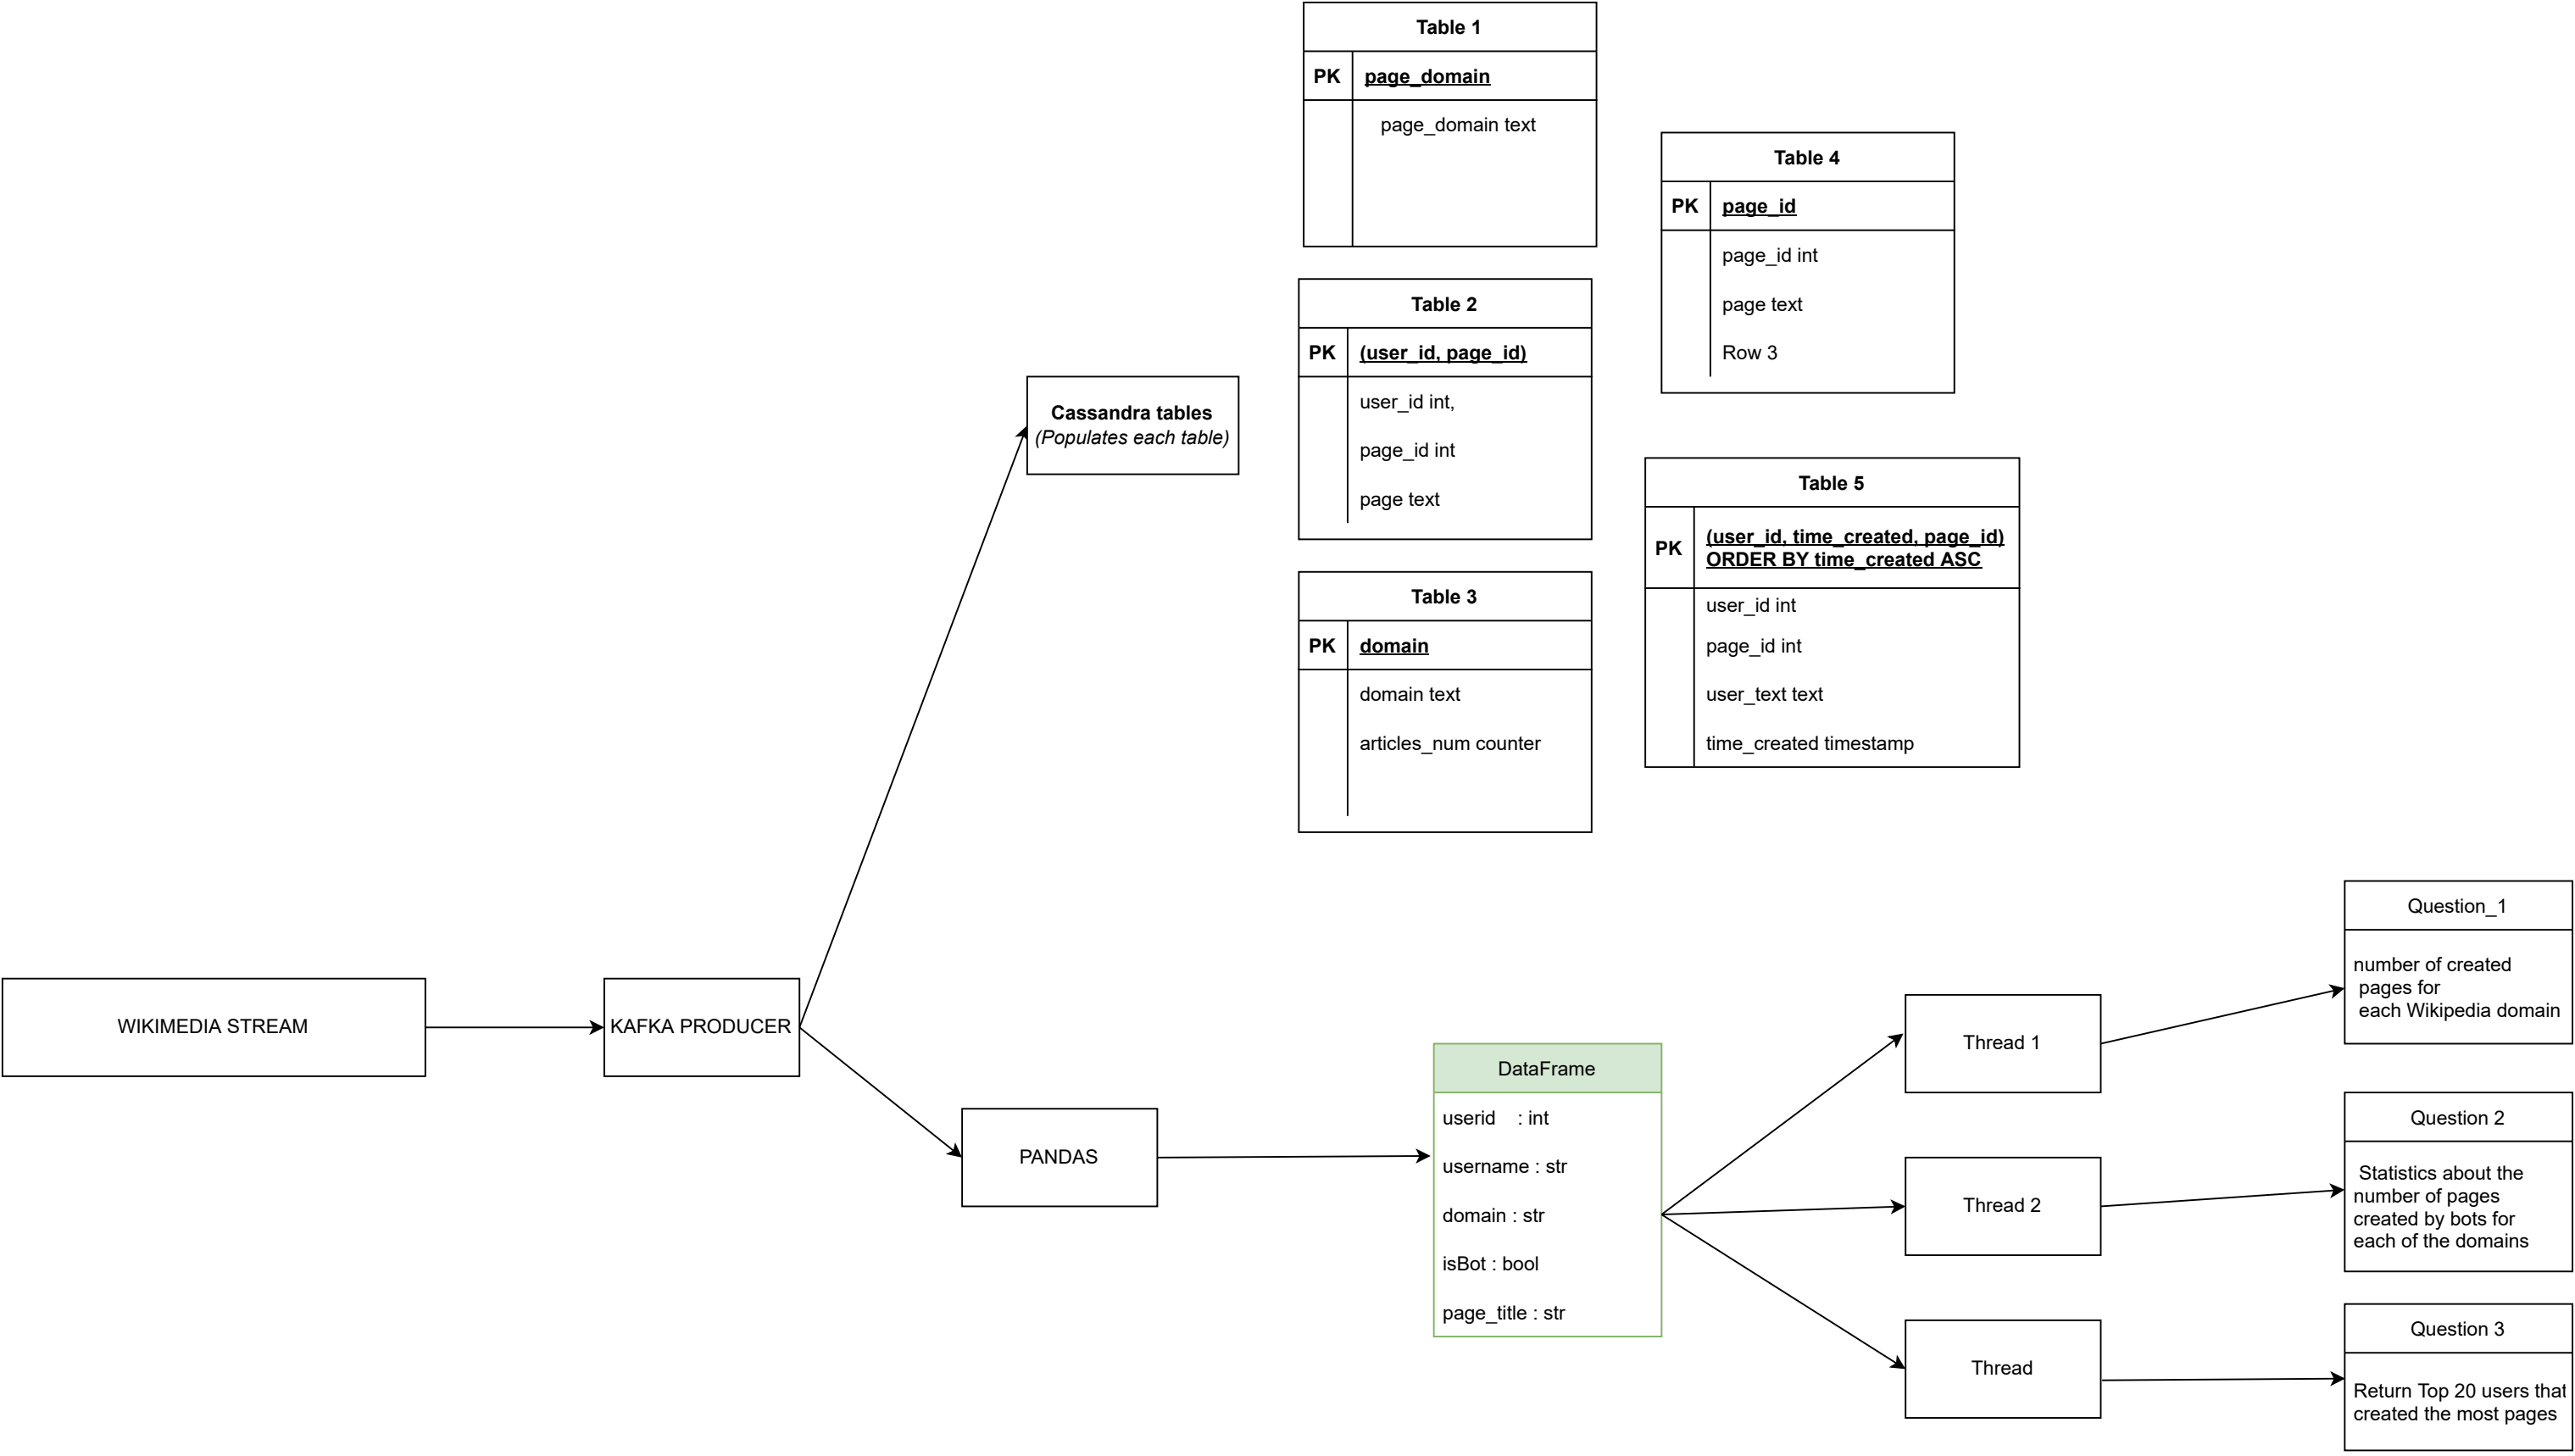 Table 1
PK
page_domain
page_domain text
Table 4
PK
page_id
page_id int
page text
Row 3
Table 2
PK
(user_id, page_id)
user_id int,
page_id int
page text
Cassandra tables
(Populates each table)
Table 5
PK
(user_id, time_created, page_id)
ORDER BY time_created ASC
user_id int
page_id int
user_text text
time_created timestamp
Table 3
PK
domain
domain text
articles_num counter
WIKIMEDIA STREAM
KAFKA PRODUCER
PANDAS
DataFrame
userid : int
username : str
domain : str
isBot : bool
page_title : str
Thread 1
Thread 2
Thread
Question_1
number of created
pages for
each Wikipedia domain
Question 2
Statistics about the
number of pages
created by bots for
each of the domains
Question 3
Return Top 20 users that
created the most pages